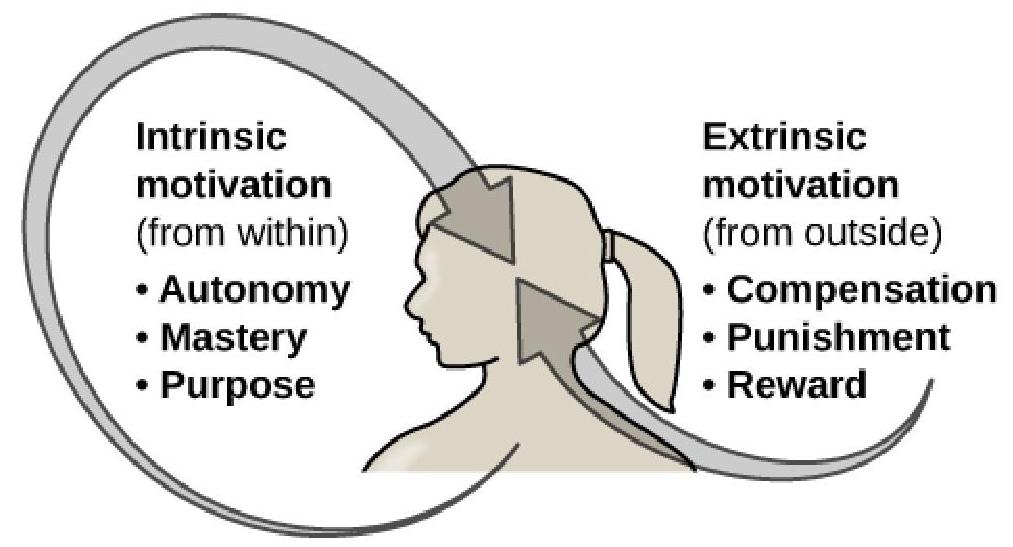 Intrinsic
motivation
(from within)
• Autonomy
• Mastery
• Purpose
Extrinsic
motivation
(from outside)
• Compensation
• Punishment
• Reward